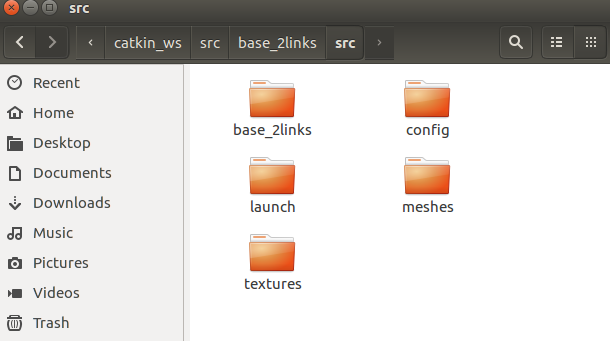 src
catkin_ws src base_2links src
Recent
Home
Desktop
Documents
Downloads
Music
Pictures
Videos
Trash
base_2links config
launch meshes
textures